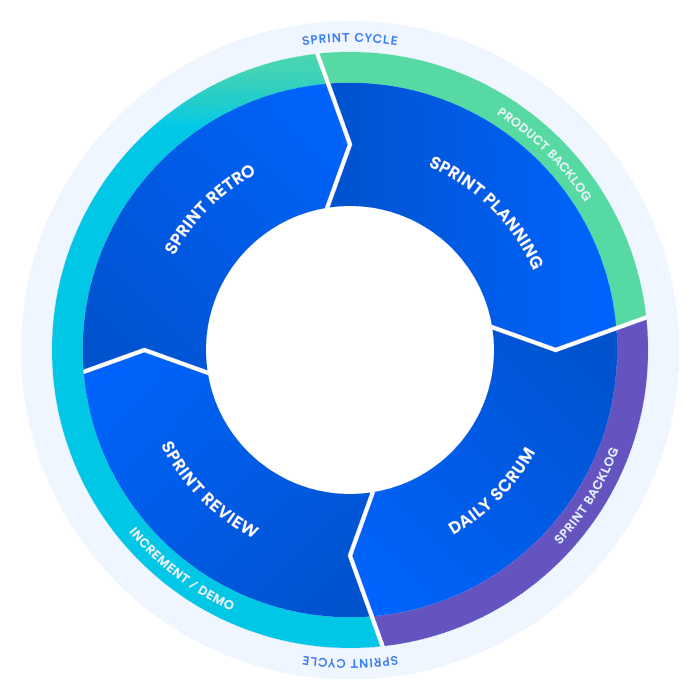 SPRINT CYCLE
PRODUCT BACKLOG
SPRINT PLANNING
SPRINT RETRO
SPRINT BACKLOG
DAILY SCRUM
SPRINT REVIEW
INCREMENT / DEMO
SPRINT CYCLE